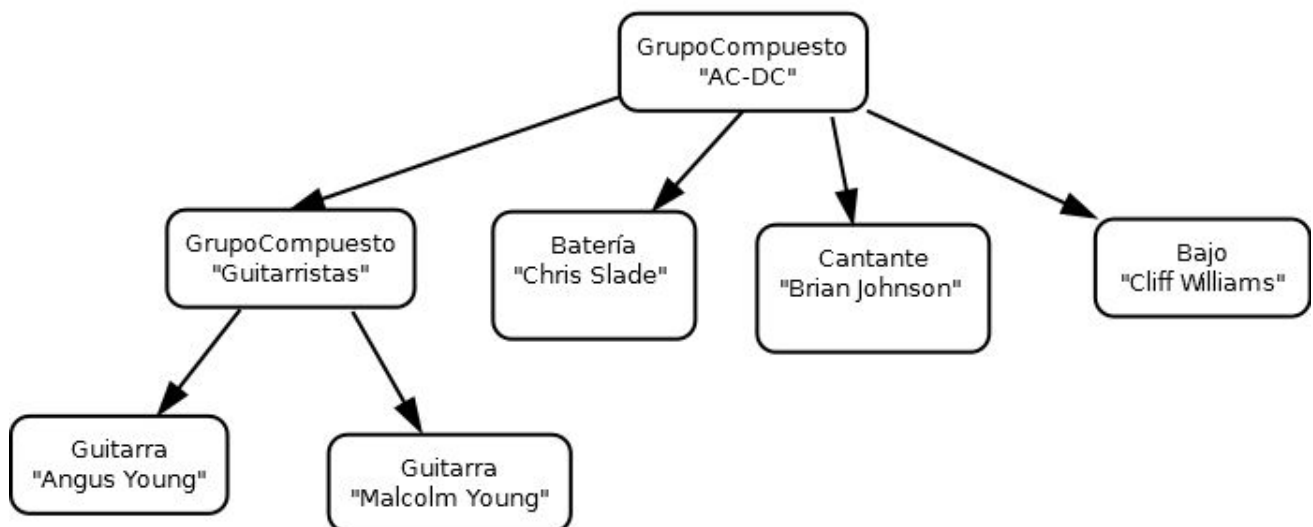 GrupoCompuesto
"AC-DC"
GrupoCompuesto
"Guitarristas"
Batería
"Chris Slade"
Cantante
"Brian Johnson"
Bajo
"Cliff Williams"
Guitarra
"Angus Young"
Guitarra
"Malcolm Young"